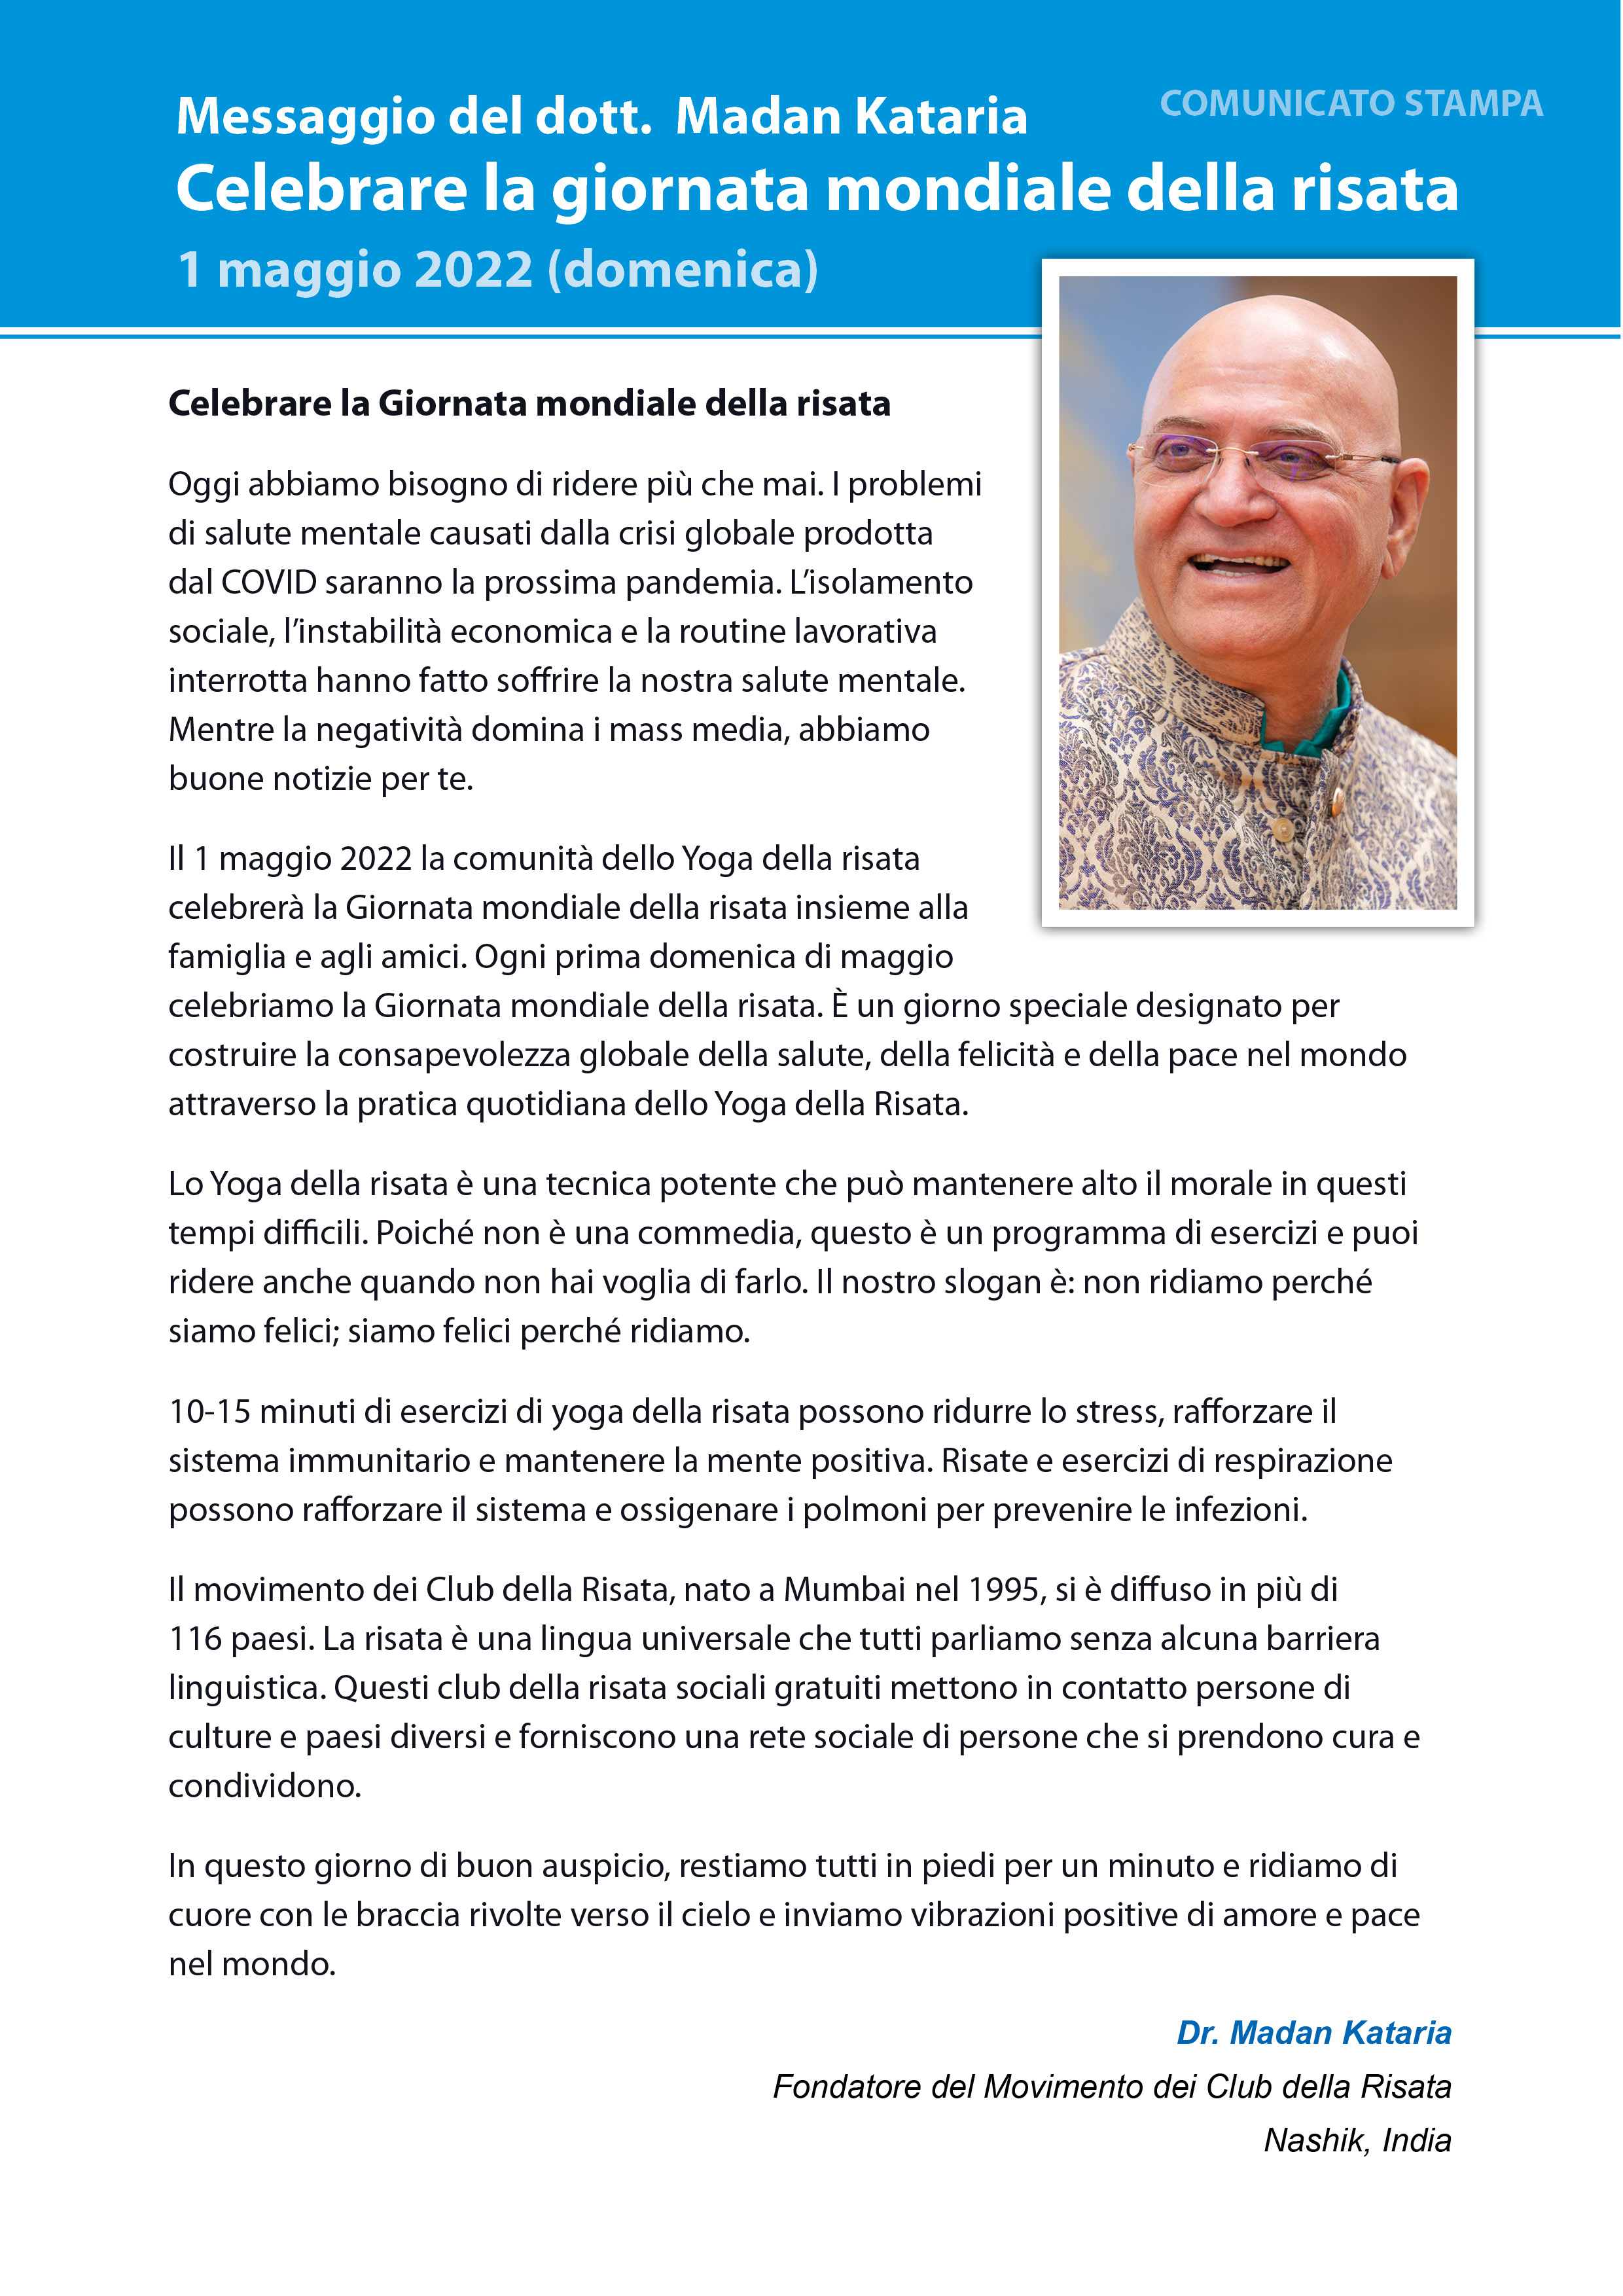 COMUNICATO STAMPA
Messaggio del dott.  Madan Kataria
Celebrare la giornata mondiale della risata
1 maggio 2022 (domenica)
Celebrare la Giornata mondiale della risata
Oggi abbiamo bisogno di ridere più che mai. I problemi
di salute mentale causati dalla crisi globale prodotta
dal COVID saranno la prossima pandemia. L’isolamento
sociale, l’instabilità economica e la routine lavorativa
interrotta hanno fatto soffrire la nostra salute mentale.
Mentre la negatività domina i mass media, abbiamo
buone notizie per te.
Il 1 maggio 2022 la comunità dello Yoga della risata
celebrerà la Giornata mondiale della risata insieme alla
famiglia e agli amici. Ogni prima domenica di maggio
celebriamo la Giornata mondiale della risata. È un giorno speciale designato per
costruire la consapevolezza globale della salute, della felicità e della pace nel mondo
attraverso la pratica quotidiana dello Yoga della Risata.
Lo Yoga della risata è una tecnica potente che può mantenere alto il morale in questi
tempi difficili. Poiché non è una commedia, questo è un programma di esercizi e puoi
ridere anche quando non hai voglia di farlo. Il nostro slogan è: non ridiamo perché
siamo felici; siamo felici perché ridiamo.
10-15 minuti di esercizi di yoga della risata possono ridurre lo stress, rafforzare il
sistema immunitario e mantenere la mente positiva. Risate e esercizi di respirazione
possono rafforzare il sistema e ossigenare i polmoni per prevenire le infezioni.
Il movimento dei Club della Risata, nato a Mumbai nel 1995, si è diffuso in più di
116 paesi. La risata è una lingua universale che tutti parliamo senza alcuna barriera
linguistica. Questi club della risata sociali gratuiti mettono in contatto persone di
culture e paesi diversi e forniscono una rete sociale di persone che si prendono cura e
condividono.
In questo giorno di buon auspicio, restiamo tutti in piedi per un minuto e ridiamo di
cuore con le braccia rivolte verso il cielo e inviamo vibrazioni positive di amore e pace
nel mondo.
Dr. Madan Kataria
Fondatore del Movimento dei Club della Risata
Nashik, India